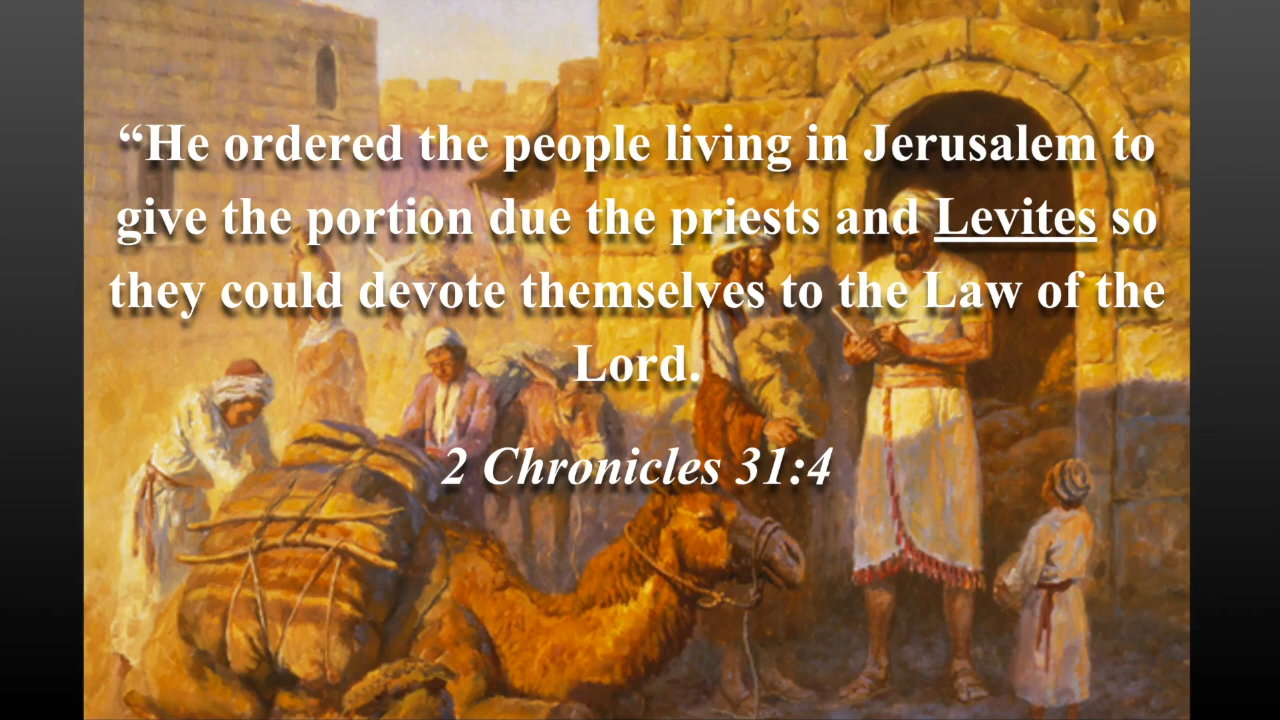 “He ordered the people living in Jerusalem to
give the portion due the priests and Levites so
they could devote themselves to the Law of the
Lord.
2 Chronicles 31:4